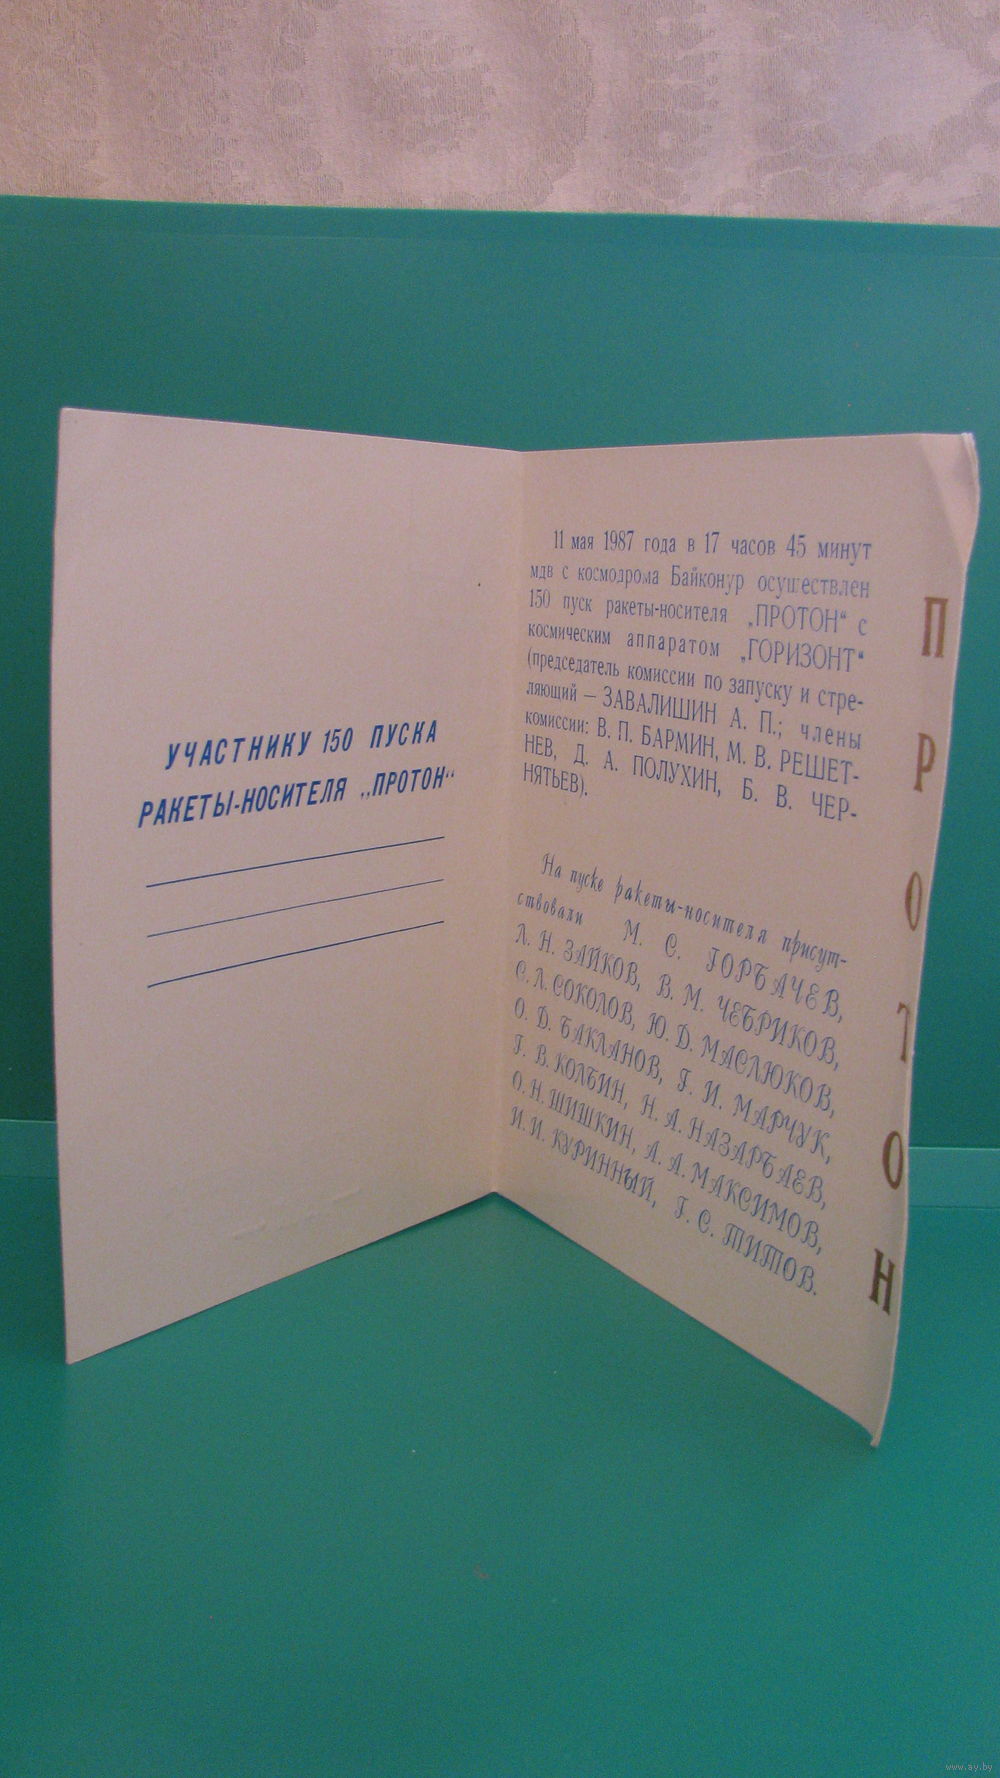 УЧАСТНИКУ 150 ПУСКА
РАКЕТЫ-НОСИТЕЛЯ „ПРОТОН“
11 мая 1987 года в 17 часов 45 минут
мдв с космодрома Байконур осуществлен
150 пуск ракеты-носителя „ПРОТОН“ с
космическим аппаратом „ГОРИЗОНТ“
(председатель комиссии по запуску и стре-
ляющий — ЗАВАЛИШИН А. П.; члены
комиссии: В. П. БАРМИН, М. В. РЕШЕТ-
НЕВ, Д. А. ПОЛУХИН, Б. В. ЧЕР-
НЯТЬЕВ).
На пуске ракеты-носителя присут-
ствовали М. С. ГОРБАЧЕВ,
Л. Н. ЗАЙКОВ, В. М. ЧЕБРИКОВ,
С. Л. СОКОЛОВ, Ю. Д. МАСЛЮКОВ,
О. Д. БАКЛАНОВ, Г. И. МАРЧУК,
Г. В. КОЛБИН, Н. А. НАЗАРБАЕВ,
О. Н. ШИШКИН, А. А. МАКСИМОВ,
И. И. КУРИННЫЙ, Г. С. ТИТОВ.
ПРОТОН
www.ay.by